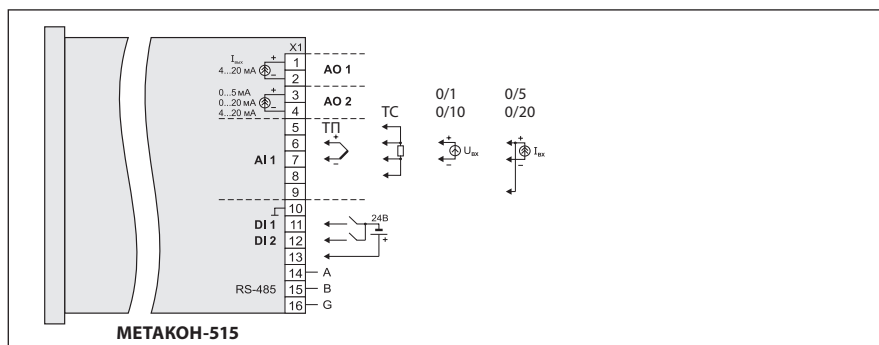 X1
Iвых
4...20 мА
+
–
1
2
AO 1
0...5 мА
0...20 мА
4...20 мА
+
–
3
4
AO 2
5
6
7
8
9
AI 1
ТП
+
–
ТС
0/1
0/10
+
–
Uвх
0/5
0/20
+
–
Iвх
10
DI 1
11
DI 2
12
13
24В
+
14
A
RS-485
15
B
16
G
МЕТАКОН-515